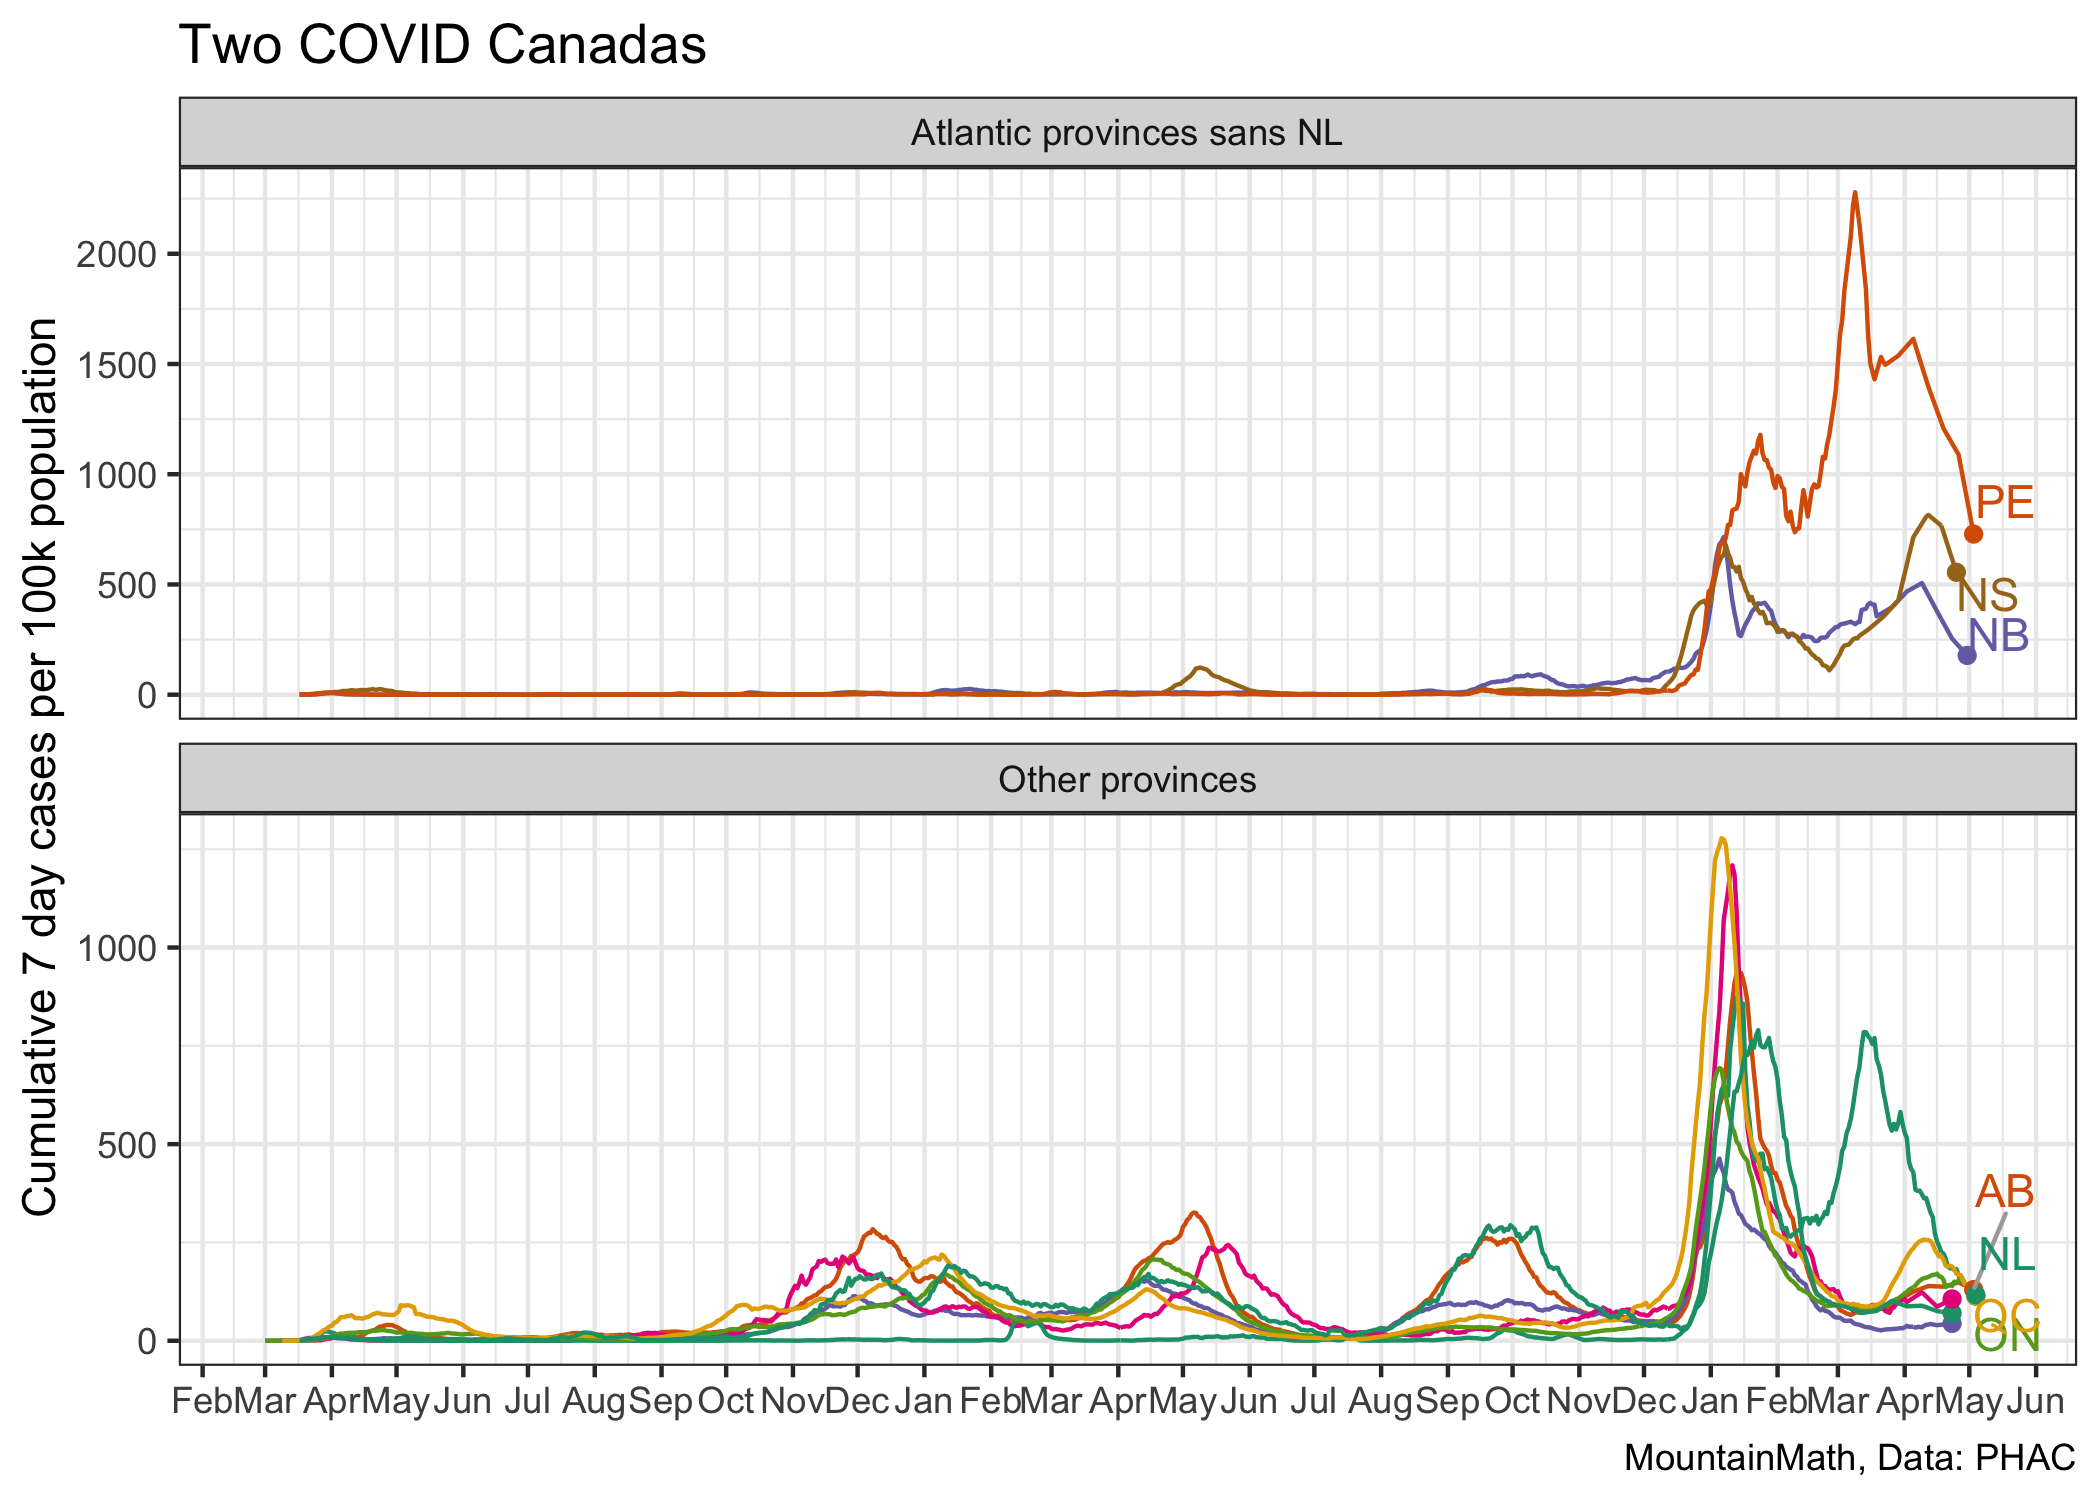 Two COVID Canadas
Atlantic provinces sans NL
Cumulative 7 day cases per 100k population
2000
1500
1000
500
0
PE
NS
NB
Other provinces
1000
500
0
AB
NL
QC
ON
Feb Mar Apr May Jun Jul Aug Sep Oct Nov Dec Jan Feb Mar Apr May Jun Jul Aug Sep Oct Nov Dec Jan Feb Mar Apr May Jun
MountainMath, Data: PHAC